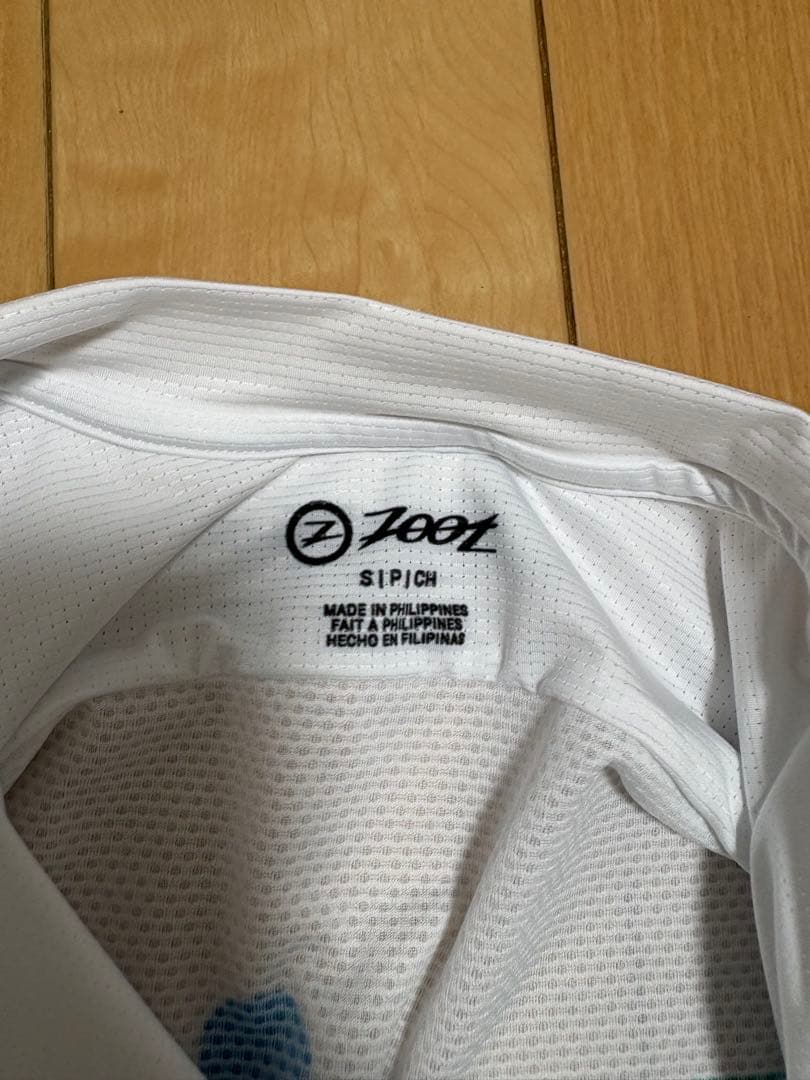 Z ZOOT
S | P | CH
MADE IN PHILIPPINES
FAIT A PHILIPPINES
HECHO EN FILIPINAS